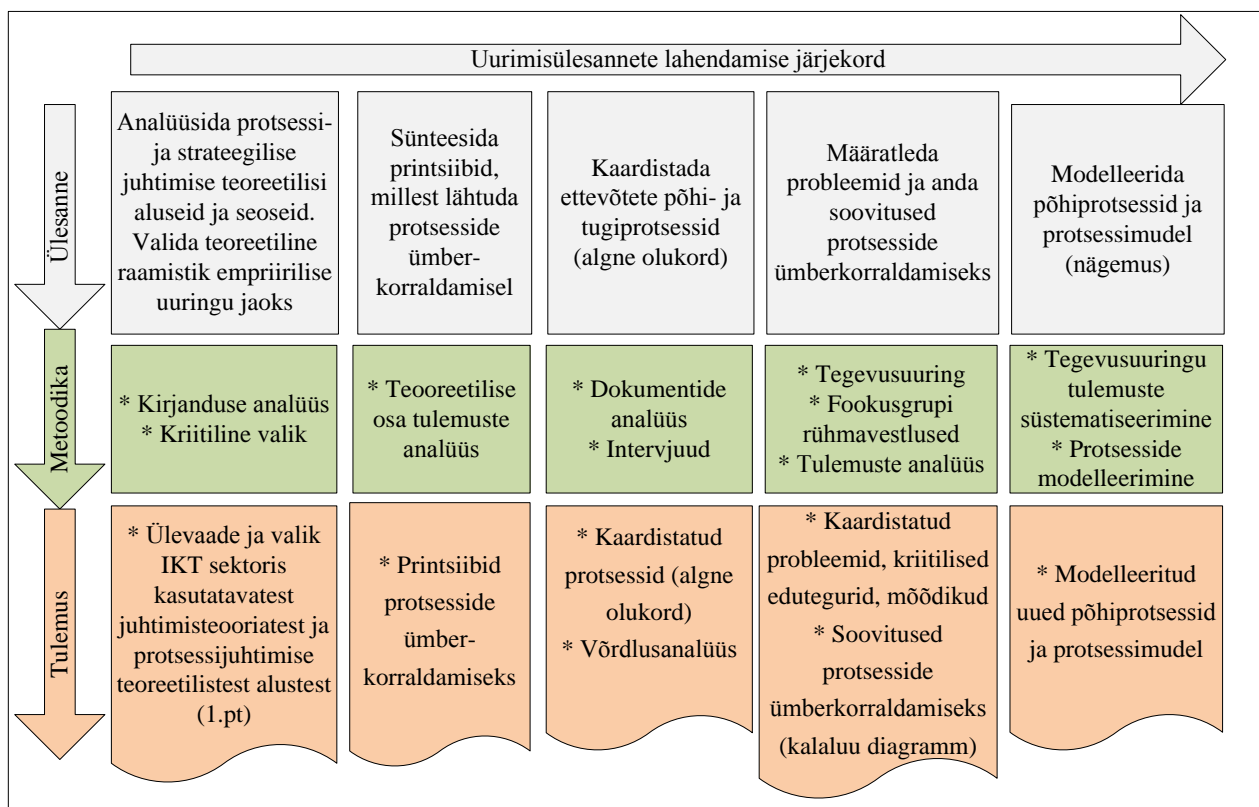 Uurimisülesannete lahendamise järjekord
Ülesanne
Analüüsida protsessi-
ja strateegilise
juhtimise teoreetilisi
aluseid ja seoseid.
Valida teoreetiline
raamistik empriirilise
uuringu jaoks
Sünteesida
printsiibid,
millest lähtuda
protsesside
ümber-
korraldamisel
Kaardistada
ettevõtete põhi- ja
tugiprotsessid
(algne olukord)
Määratleda
probleemid ja anda
soovitused
protsesside
ümberkorraldamiseks
Modelleerida
põhiprotsessid ja
protsessimudel
(nägemus)
Metoodika
* Kirjanduse analüüs
* Kriitiline valik
* Teooreetilise
osa tulemuste
analüüs
* Dokumentide
analüüs
* Intervjuud
* Tegevusuuring
* Fookusgrupi
rühmavestlused
* Tulemuste analüüs
* Tegevusuuringu
tulemuste
süstematiseerimine
* Protsesside
modelleerimine
Tulemus
* Ülevaade ja valik
IKT sektoris
kasutatavatest
juhtimisteooriatest ja
protsessijuhtimise
teoreetilistest alustest
(1.pt)
* Printsiibid
protsesside
ümber-
korraldamiseks
* Kaardistatud
protsessid (algne
olukord)
* Võrdlusanalüüs
* Kaardistatud
probleemid, kriitilised
edutegurid, mõõdikud
* Soovitused
protsesside
ümberkorraldamiseks
(kalaluu diagramm)
* Modelleeritud
uued põhiprotsessid
ja protsessimudel